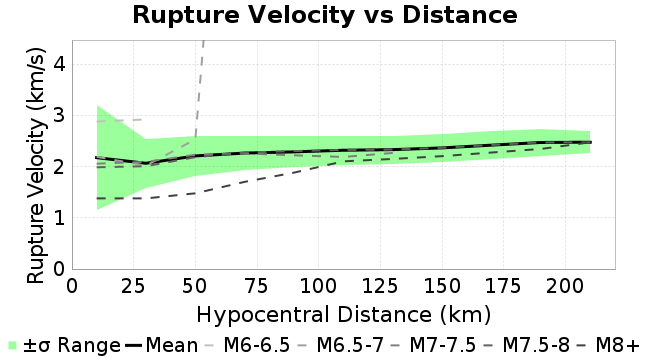 Rupture Velocity vs Distance
Rupture Velocity (km/s)
4
3
2
1
0
0 25 50 75 100 125 150 175 200
Hypocentral Distance (km)
±σ Range Mean M6-6.5 M6.5-7 M7-7.5 M7.5-8 M8+